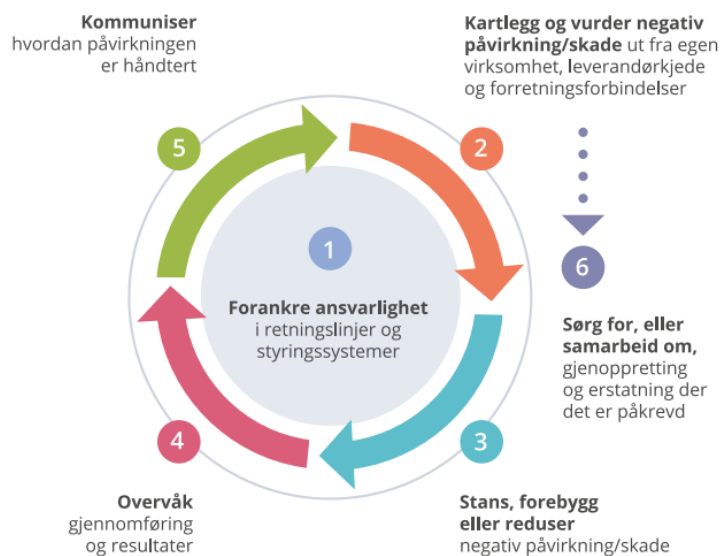 Kommuniser
hvordan påvirkningen
er håndtert
Kartlegg og vurder negativ
påvirkning/skade ut fra egen
virksomhet, leverandørkjede
og forretningsforbindelser
5
2
1
Forankre ansvarlighet
i retningslinjer og
styringssystemer
6
Sørg for, eller
samarbeid om,
gjenoppretting
og erstatning der
det er påkrevd
4
3
Overvåk
gjennomføring
og resultater
Stans, forebygg
eller reduser
negativ påvirkning/skade